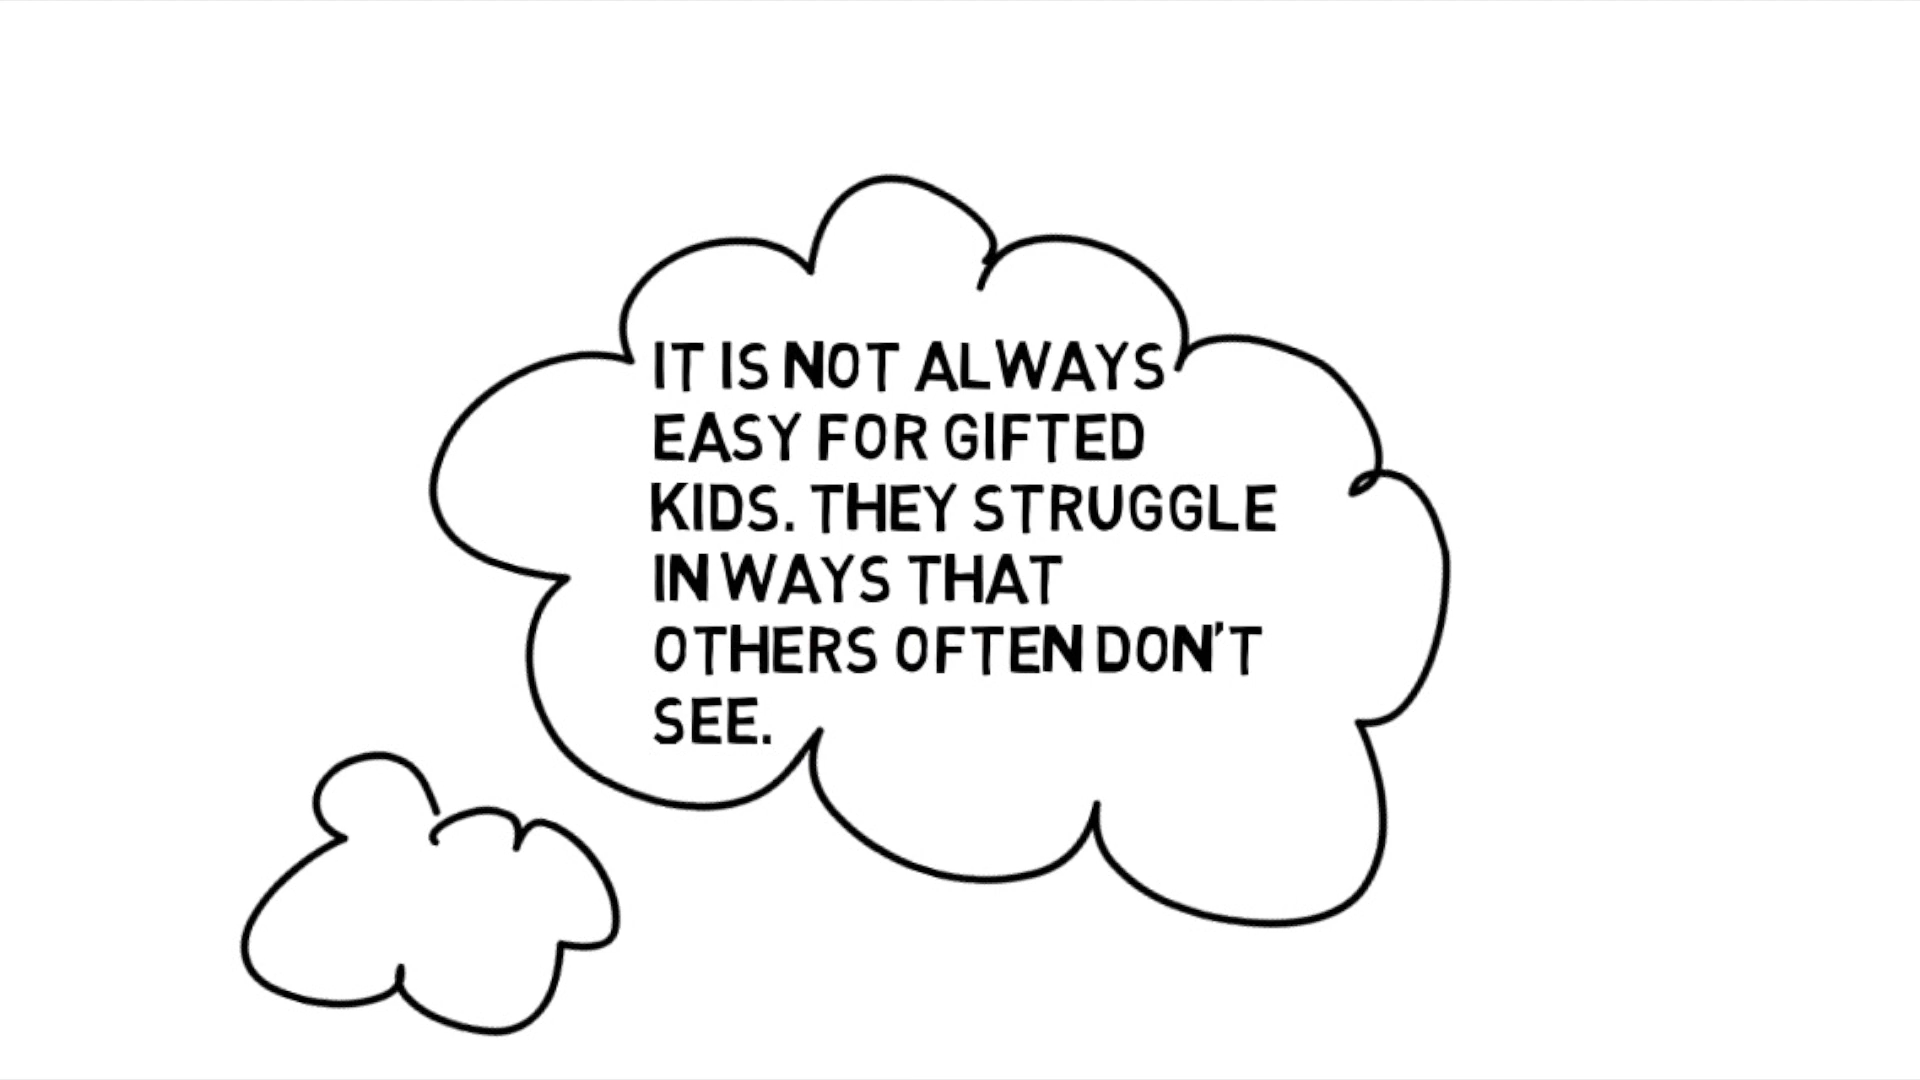 IT IS NOT ALWAYS
EASY FOR GIFTED
KIDS. THEY STRUGGLE
IN WAYS THAT
OTHERS OFTEN DON'T
SEE.